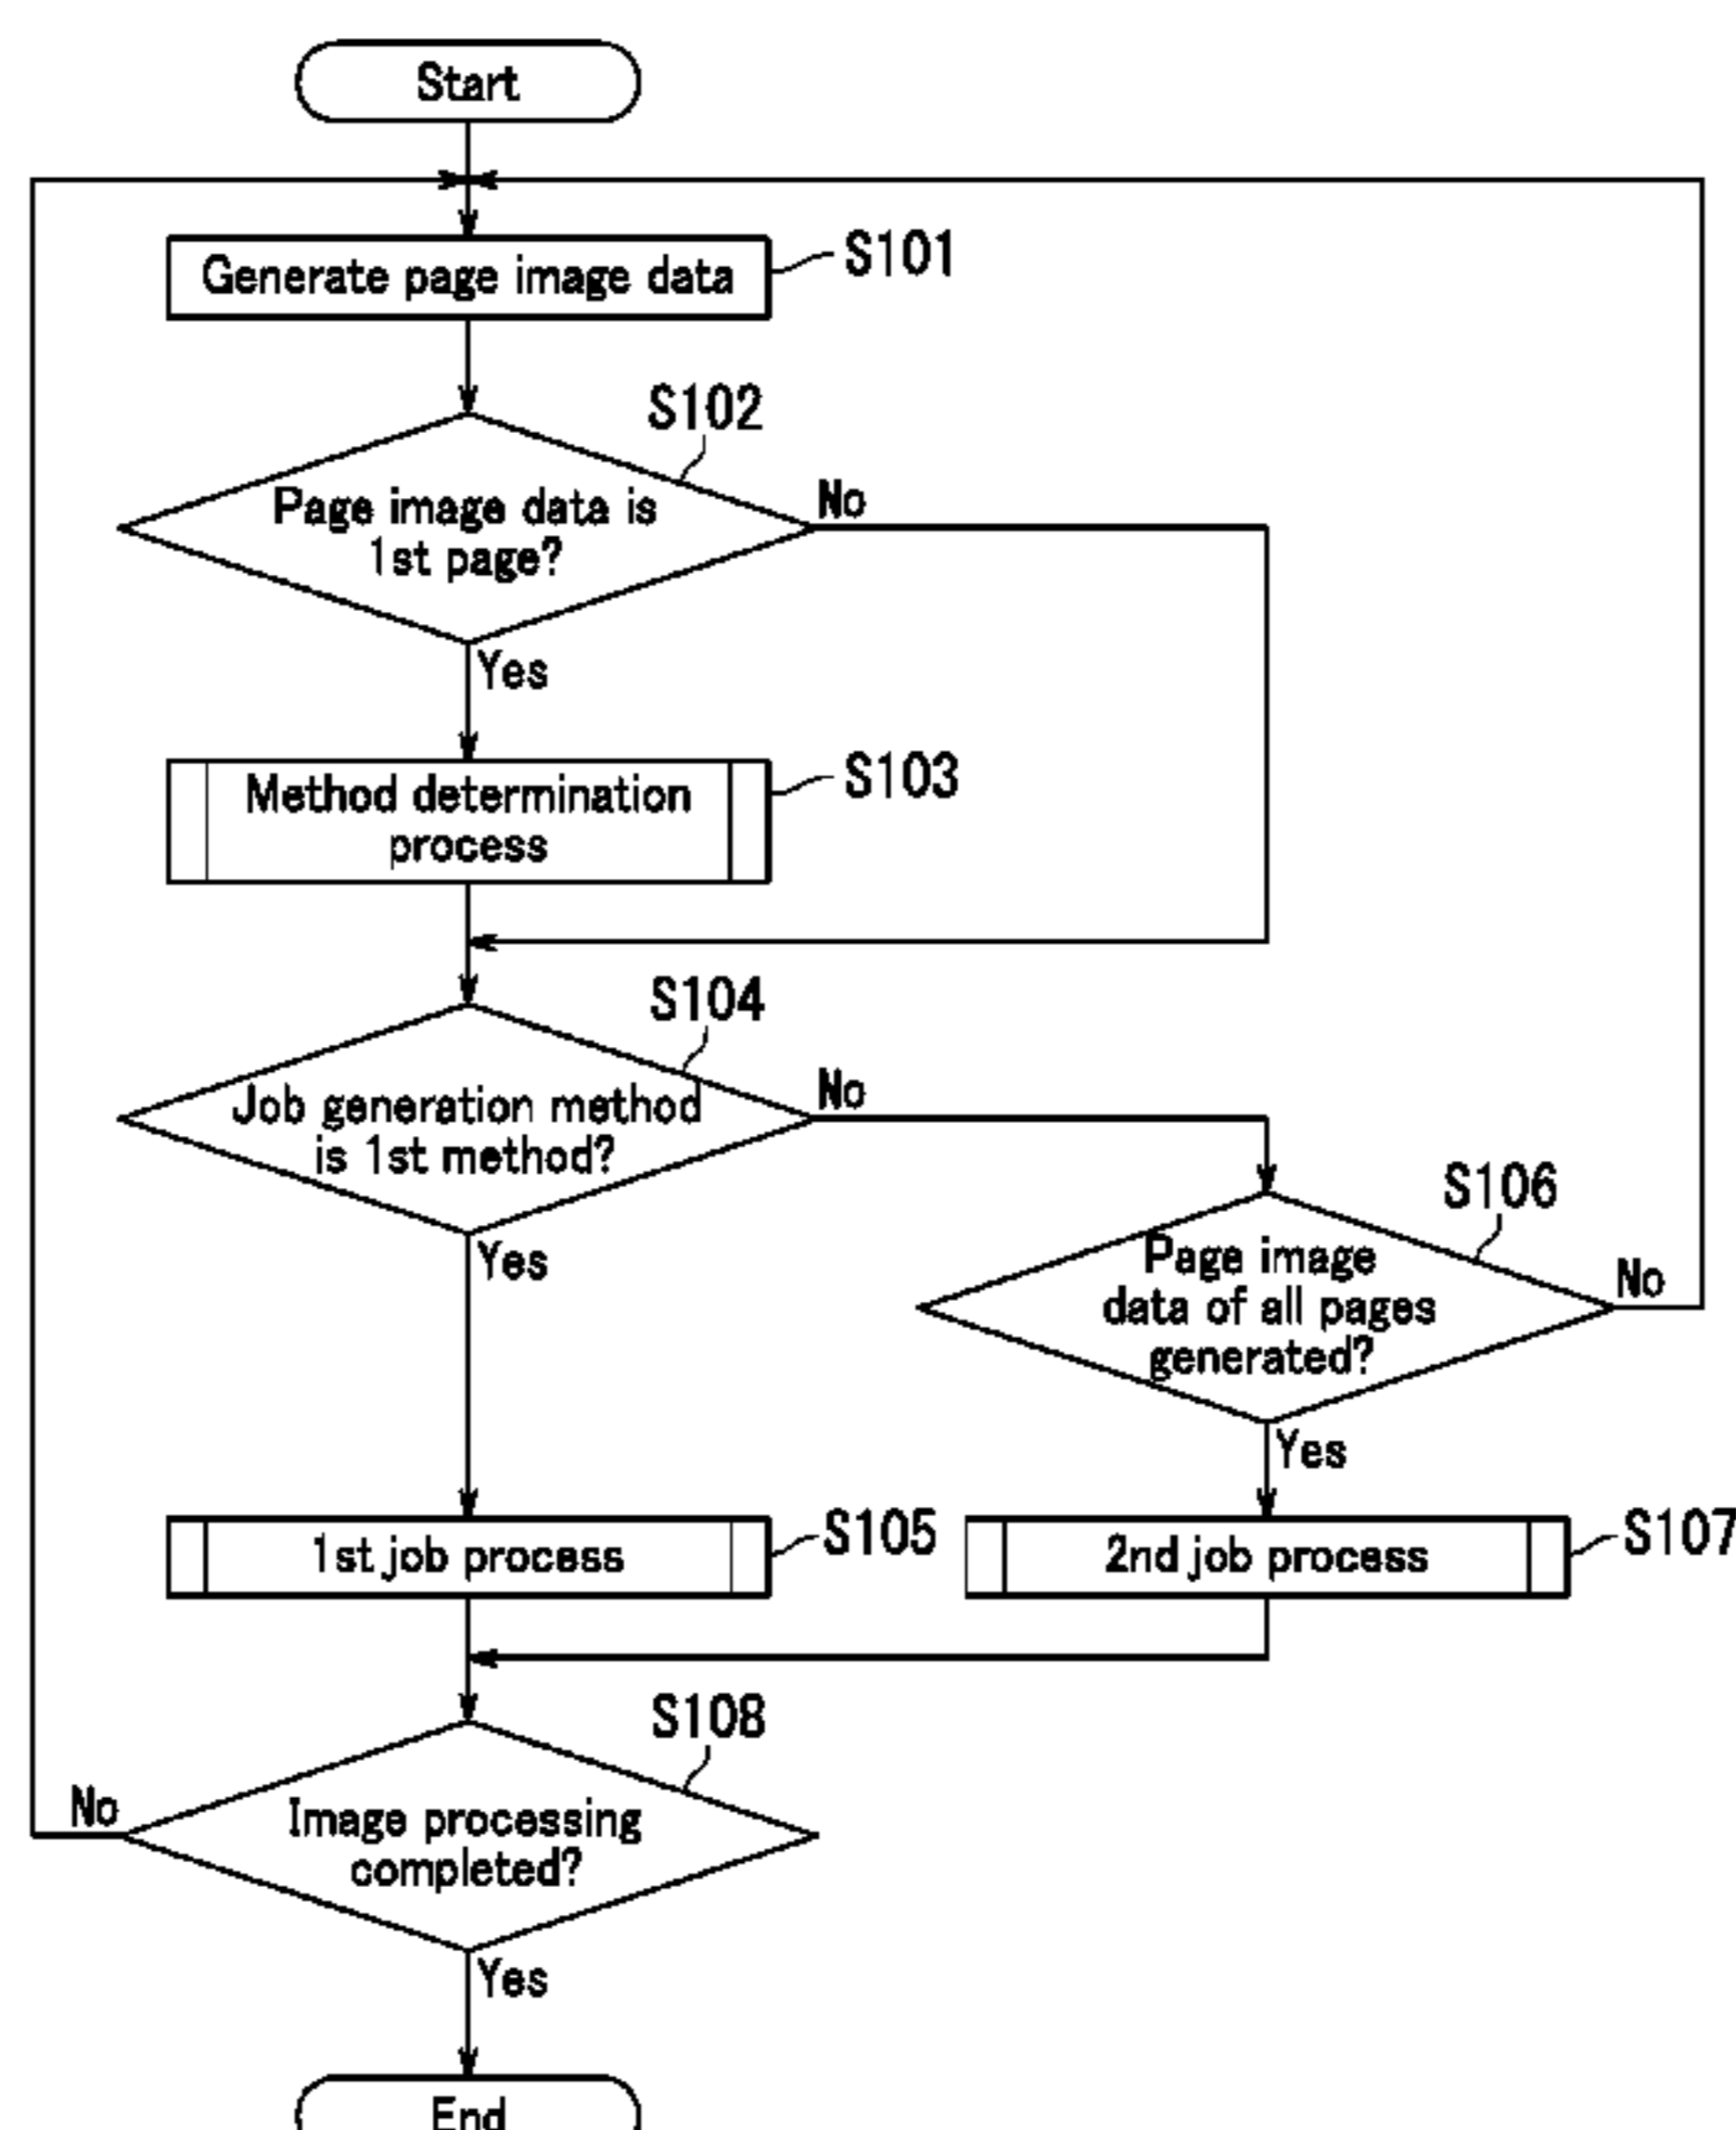 Start
Generate page image data
S101
S102
Page image data is
1st page?
No
Yes
Method determination
process
S103
S104
Job generation method
is 1st method?
No
Yes
S106
Page image
data of all pages
generated?
No
Yes
1st job process
S105
2nd job process
S107
S108
Image processing
completed?
No
Yes
End